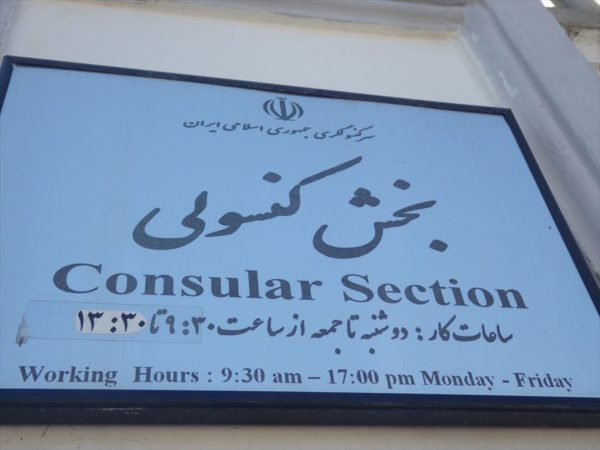 سرکنسولگری جمهوری اسلامی ایران
بخش کنسولی
Consular Section
ساعات کار : دوشنبه تا جمعه از ساعت ۹:۳۰ تا ۱۳:۳۰
Working Hours : 9:30 am – 17:00 pm Monday - Friday